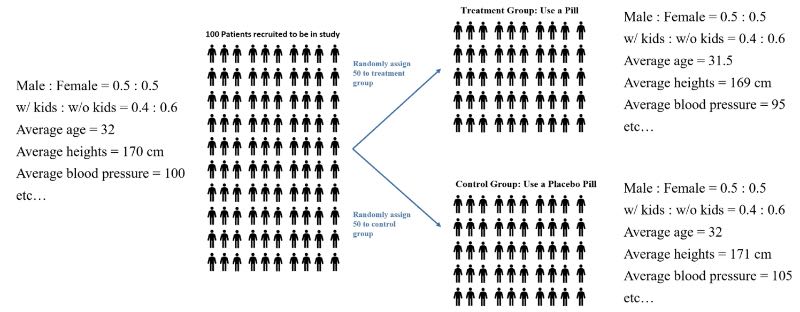 Male : Female = 0.5 : 0.5
w/ kids : w/o kids = 0.4 : 0.6
Average age = 32
Average heights = 170 cm
Average blood pressure = 100
etc…
100 Patients recruited to be in study
Randomly assign
50 to treatment
group
Randomly assign
50 to control
group
Treatment Group: Use a Pill
Male : Female = 0.5 : 0.5
w/ kids : w/o kids = 0.4 : 0.6
Average age = 31.5
Average heights = 169 cm
Average blood pressure = 95
etc…
Control Group: Use a Placebo Pill
Male : Female = 0.5 : 0.5
w/ kids : w/o kids = 0.4 : 0.6
Average age = 32
Average heights = 171 cm
Average blood pressure = 105
etc…